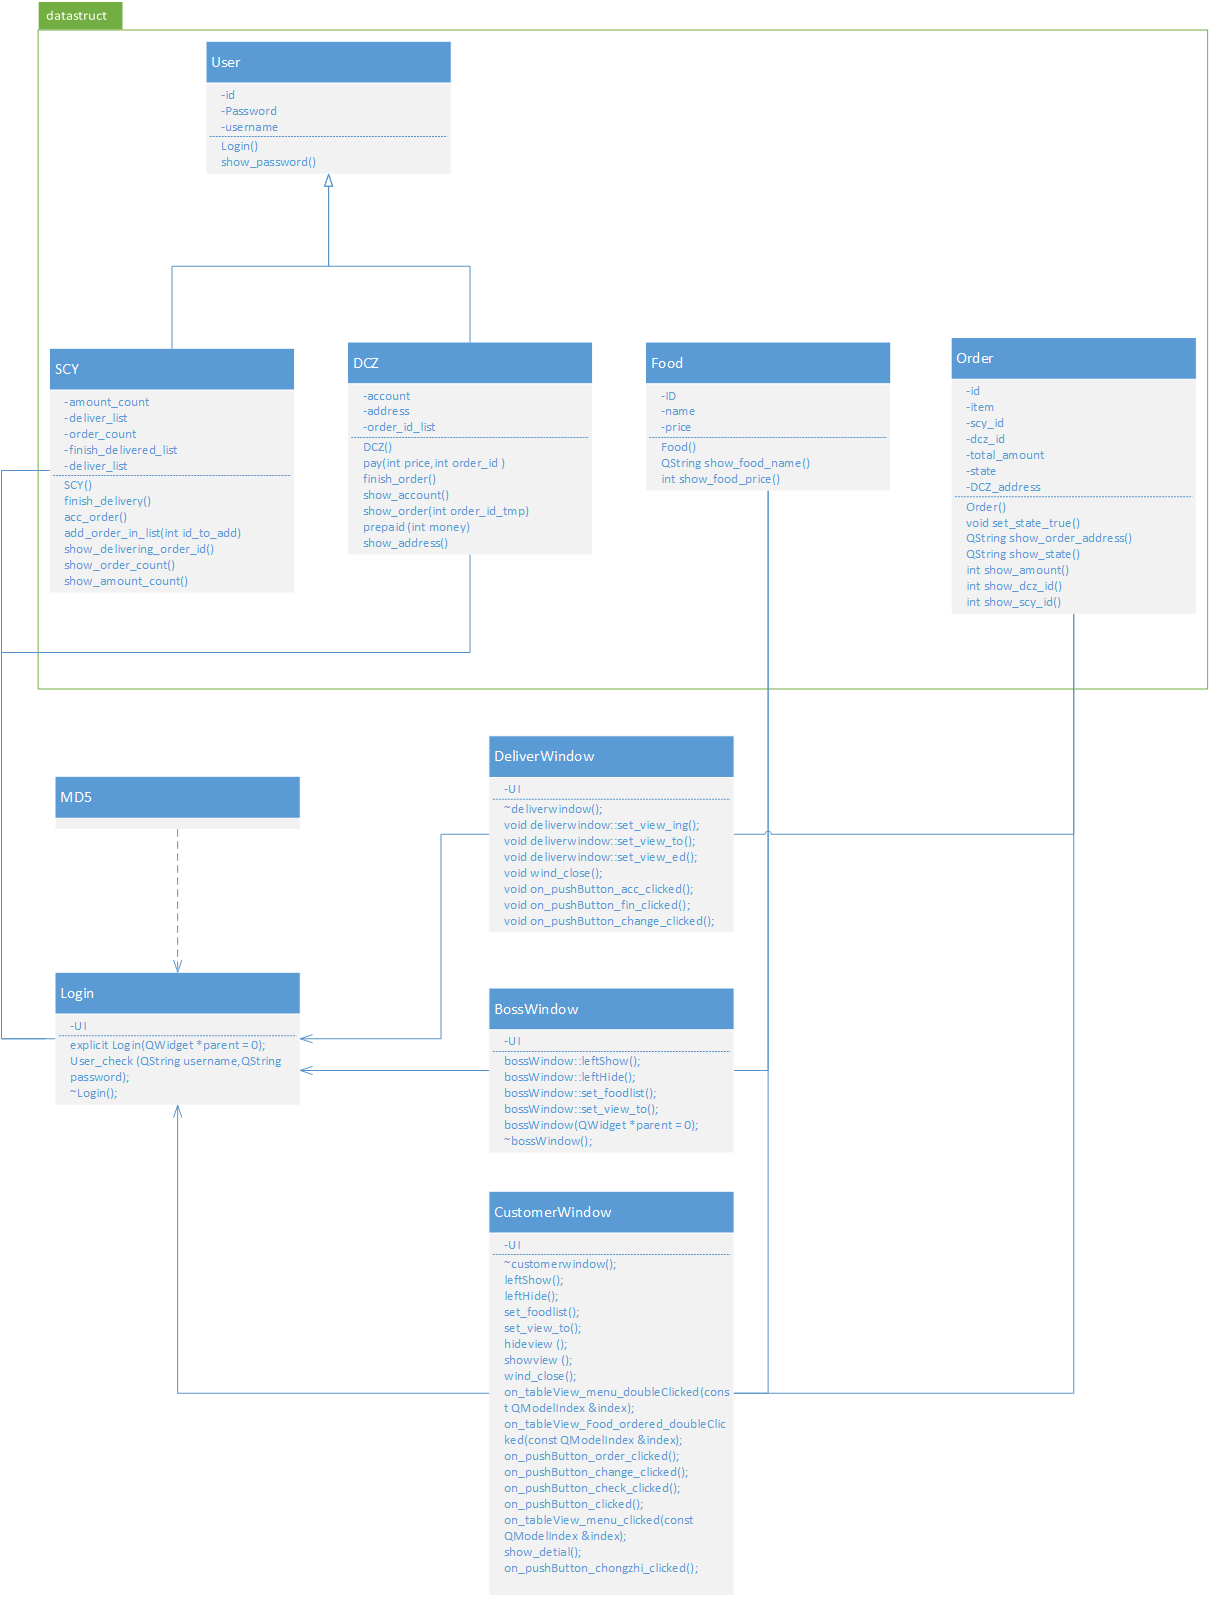 datastruct
User
-id
-Password
-username
Login()
show_password()
SCY
-amount_count
-deliver_list
-order_count
-finish_delivered_list
-deliver_list
SCY()
finish_delivery()
acc_order()
add_order_in_list(int id_to_add)
show_delivering_order_id()
show_order_count()
show_amount_count()
DCZ
-account
-address
-order_id_list
DCZ()
pay(int price,int order_id )
finish_order()
show_account()
show_order(int order_id_tmp)
prepaid (int money)
show_address()
Food
-ID
-name
-price
Food()
QString show_food_name()
int show_food_price()
Order
-id
-item
-scy_id
-dcz_id
-total_amount
-state
-DCZ_address
Order()
void set_state_true()
QString show_order_address()
QString show_state()
int show_amount()
int show_dcz_id()
int show_scy_id()
MD5
DeliverWindow
-UI
~deliverwindow();
void deliverwindow::set_view_ing();
void deliverwindow::set_view_to();
void deliverwindow::set_view_ed();
void wind_close();
void on_pushButton_acc_clicked();
void on_pushButton_fin_clicked();
void on_pushButton_change_clicked();
Login
-UI
explicit Login(QWidget *parent = 0);
User_check (QString username,QString
password);
~Login();
BossWindow
-UI
bossWindow::leftShow();
bossWindow::leftHide();
bossWindow::set_foodlist();
bossWindow::set_view_to();
bossWindow(QWidget *parent = 0);
~bossWindow();
CustomerWindow
-UI
~customerwindow();
leftShow();
leftHide();
set_foodlist();
set_view_to();
hideview ();
showview ();
wind_close();
on_tableView_menu_doubleClicked(cons
t QModelIndex &index);
on_tableView_Food_ordered_doubleClic
ked(const QModelIndex &index);
on_pushButton_order_clicked();
on_pushButton_change_clicked();
on_pushButton_check_clicked();
on_pushButton_clicked();
on_tableView_menu_clicked(const
QModelIndex &index);
show_detial();
on_pushButton_chongzhi_clicked();